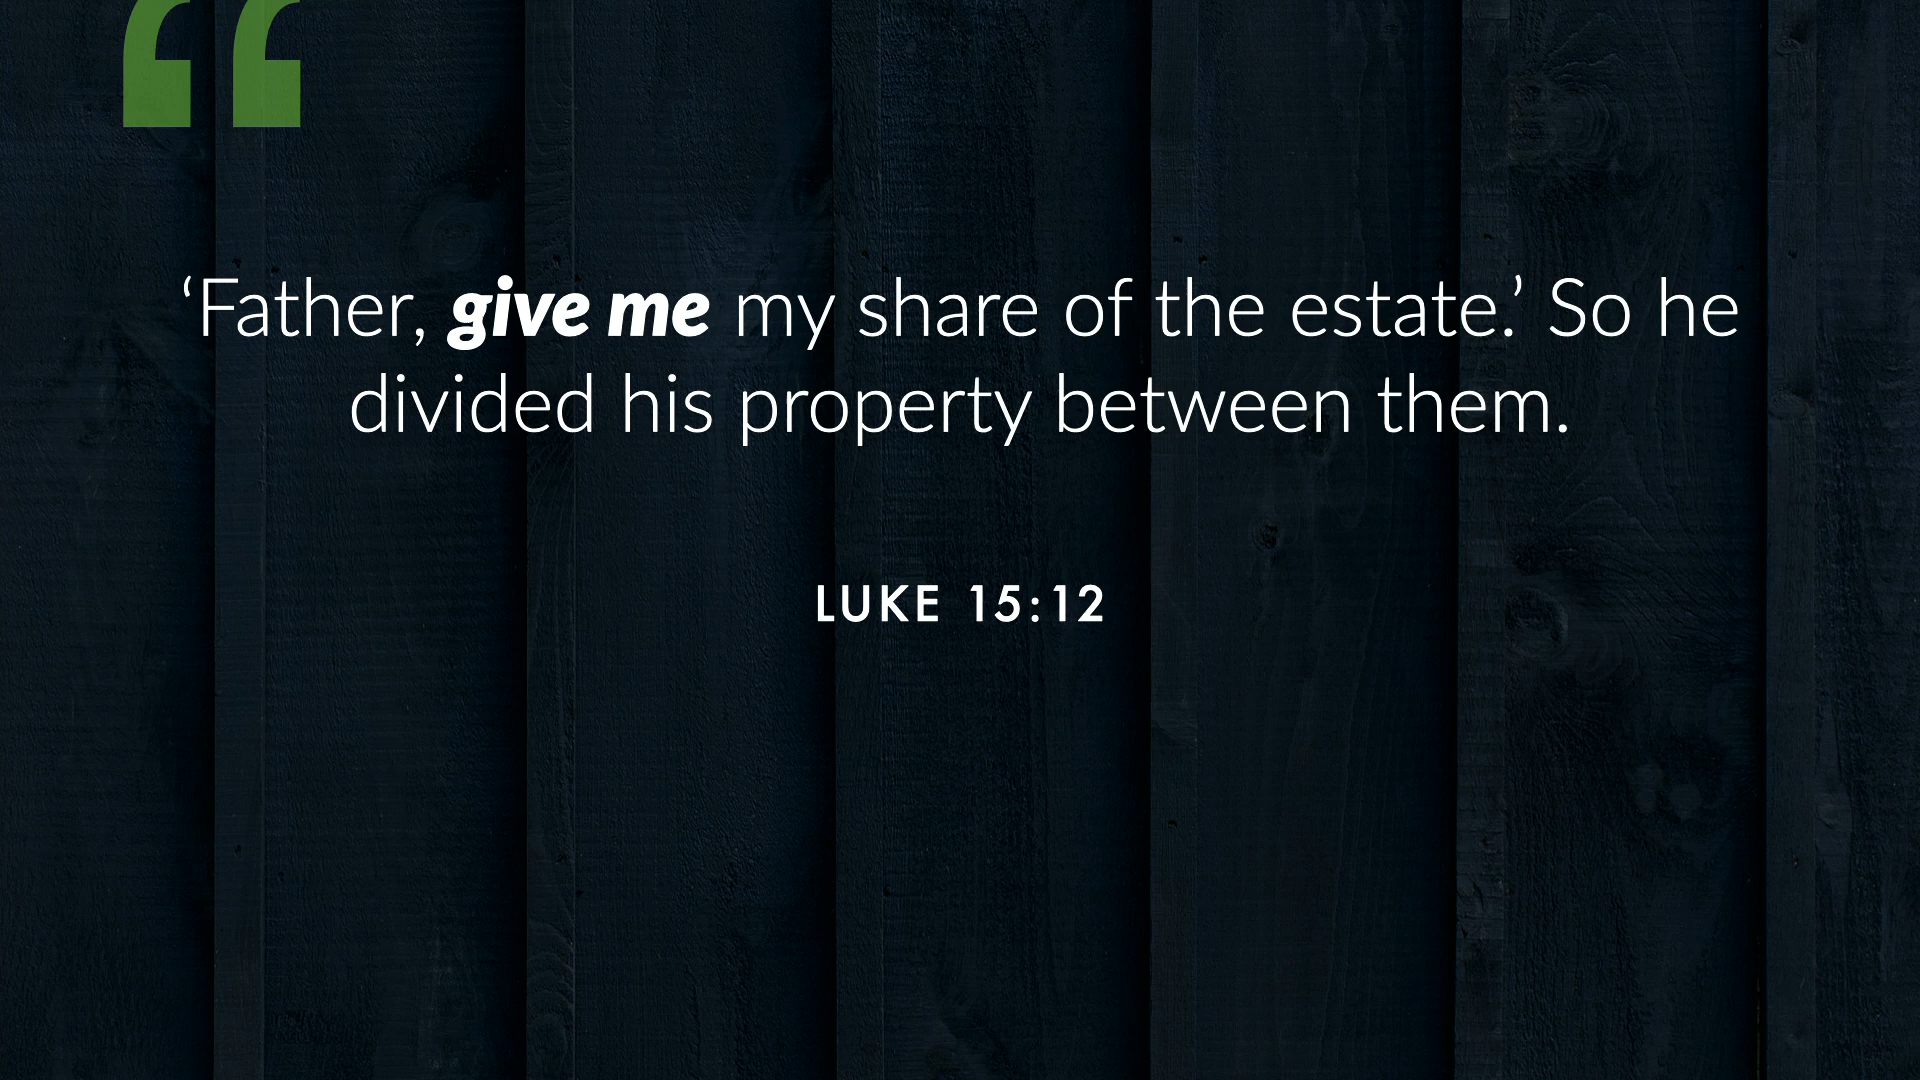 “
‘Father, give me my share of the estate.’ So he
divided his property between them.
LUKE 15:12